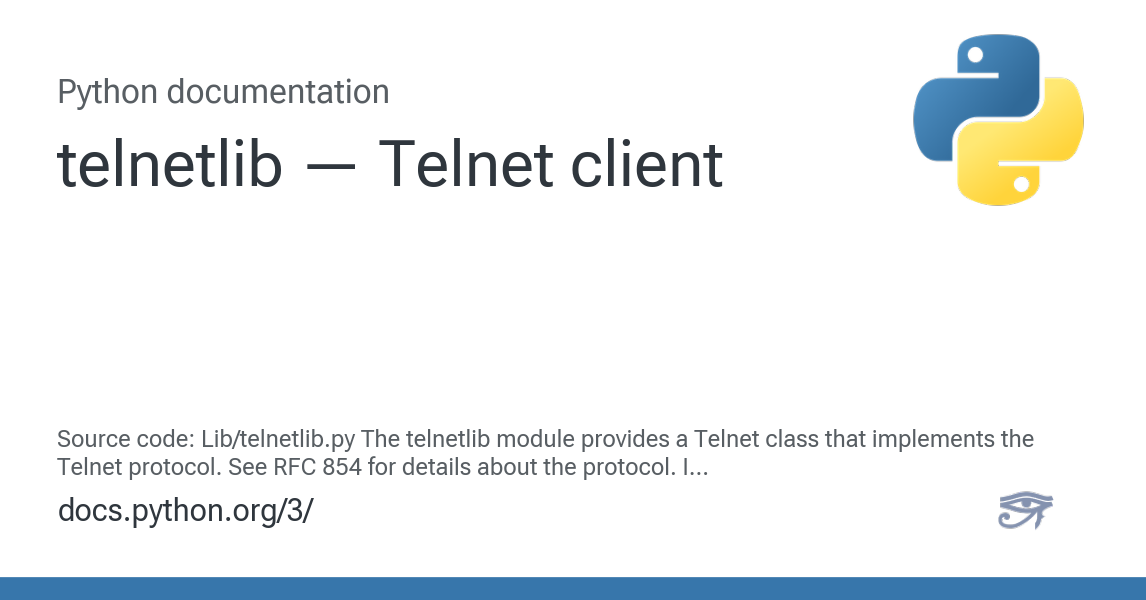 Python documentation
telnetlib — Telnet client
Source code: Lib/telnetlib.py The telnetlib module provides a Telnet class that implements the
Telnet protocol. See RFC 854 for details about the protocol. I...
docs.python.org/3/